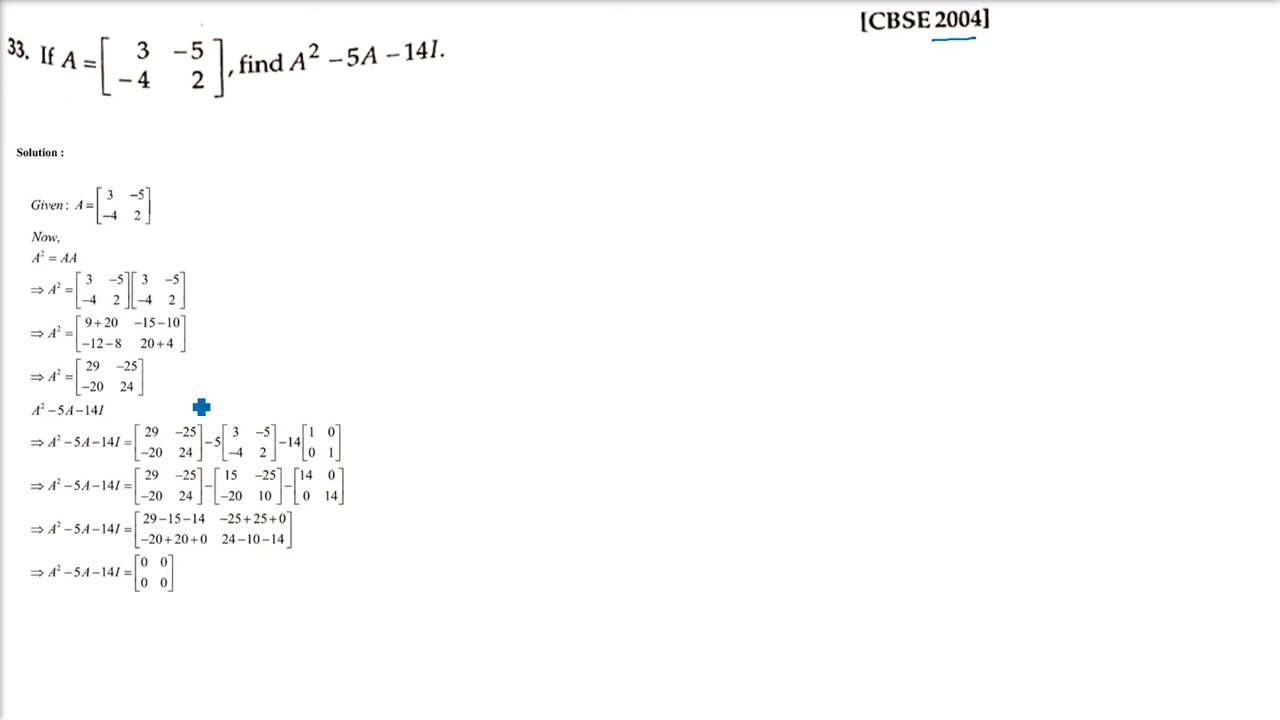 [CBSE 2004]
33. If A = [ 3 −5 ; −4 2 ], find A² − 5A − 14I.
Solution :
Given : A = [ 3 −5 ; −4 2 ]
Now,
A² = AA
⇒ A² = [ 3 −5 ; −4 2 ][ 3 −5 ; −4 2 ]
⇒ A² = [ 9+20 −15−10 ; −12−8 20+4 ]
⇒ A² = [ 29 −25 ; −20 24 ]
A² − 5A − 14I
⇒ A² − 5A − 14I = [ 29 −25 ; −20 24 ] − 5[ 3 −5 ; −4 2 ] − 14[ 1 0 ; 0 1 ]
⇒ A² − 5A − 14I = [ 29 −25 ; −20 24 ] − [ 15 −25 ; −20 10 ] − [ 14 0 ; 0 14 ]
⇒ A² − 5A − 14I = [ 29−15−14 −25+25+0 ; −20+20+0 24−10−14 ]
⇒ A² − 5A − 14I = [ 0 0 ; 0 0 ]